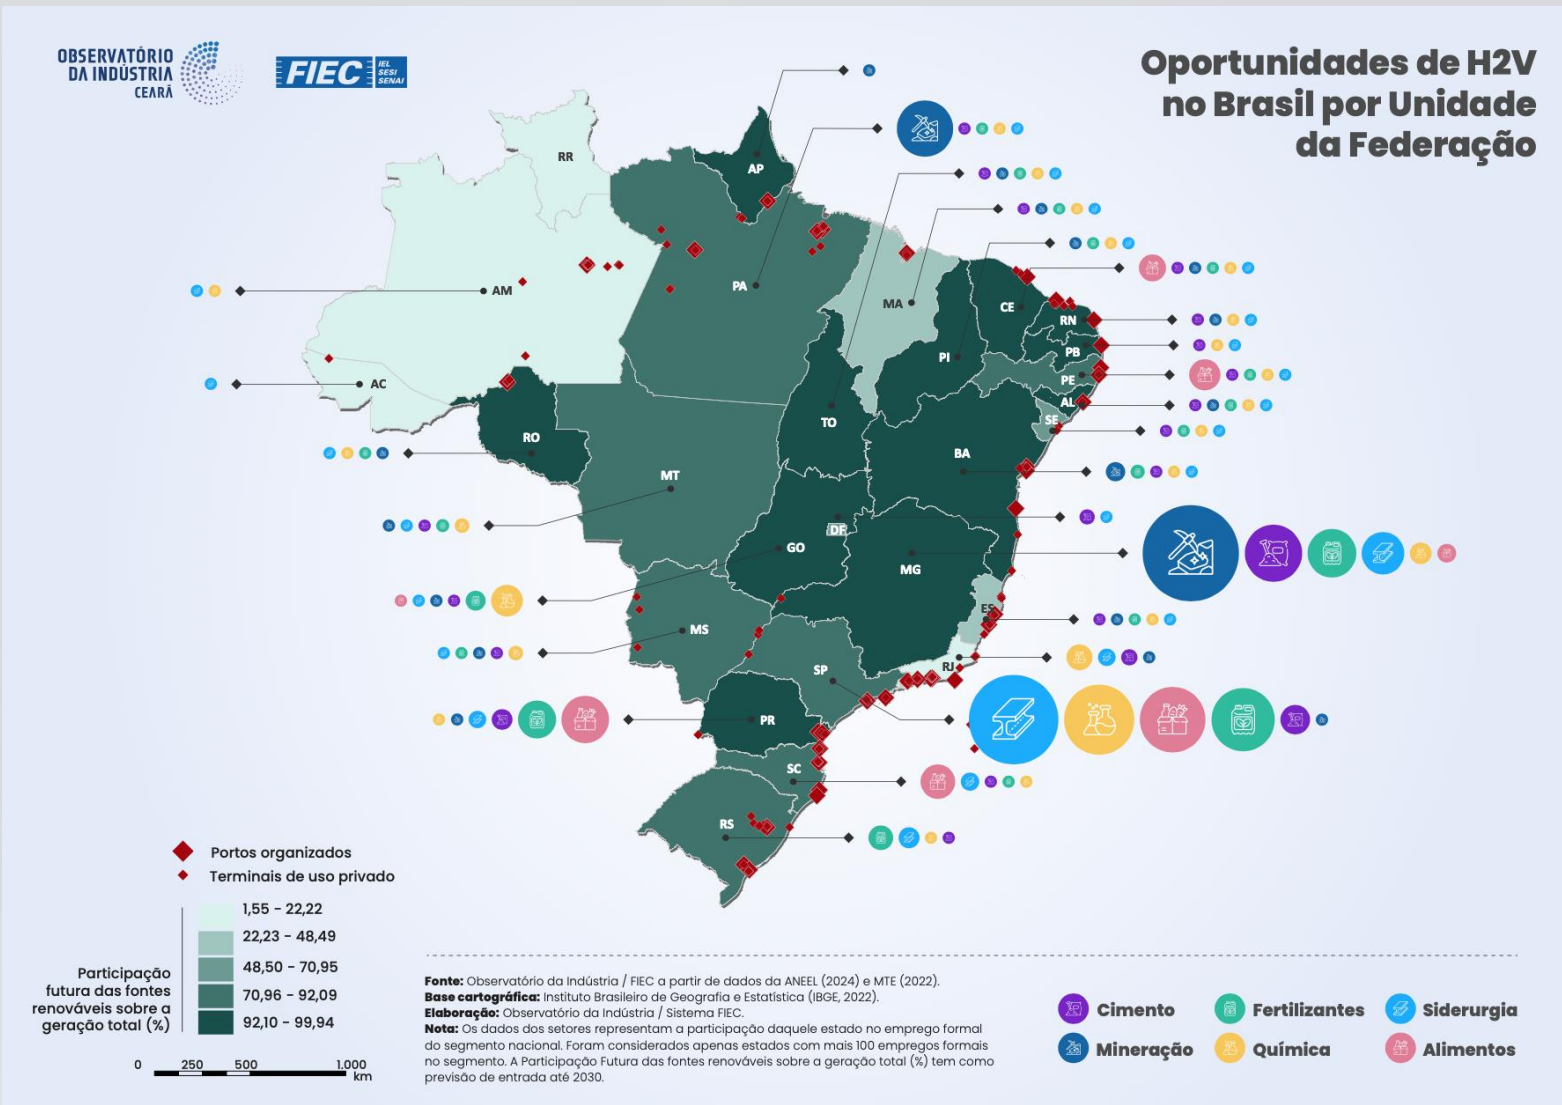 OBSERVATÓRIO
DA INDÚSTRIA
CEARÁ
FIEC
IEL
SESI
SENAI
Oportunidades de H2V
no Brasil por Unidade
da Federação
RR
AP
AM
PA
MA
CE
RN
PB
PI
PE
AL
SE
AC
TO
RO
BA
MT
DF
GO
MG
ES
MS
SP
RJ
PR
SC
RS
Portos organizados
Terminais de uso privado
Participação
futura das fontes
renováveis sobre a
geração total (%)
1,55 - 22,22
22,23 - 48,49
48,50 - 70,95
70,96 - 92,09
92,10 - 99,94
0 250 500 1.000
km
Fonte: Observatório da Indústria / FIEC a partir de dados da ANEEL (2024) e MTE (2022).
Base cartográfica: Instituto Brasileiro de Geografia e Estatística (IBGE, 2022).
Elaboração: Observatório da Indústria / Sistema FIEC.
Nota: Os dados dos setores representam a participação daquele estado no emprego formal
do segmento nacional. Foram considerados apenas estados com mais 100 empregos formais
no segmento. A Participação Futura das fontes renováveis sobre a geração total (%) tem como
previsão de entrada até 2030.
Cimento
Fertilizantes
Siderurgia
Mineração
Química
Alimentos